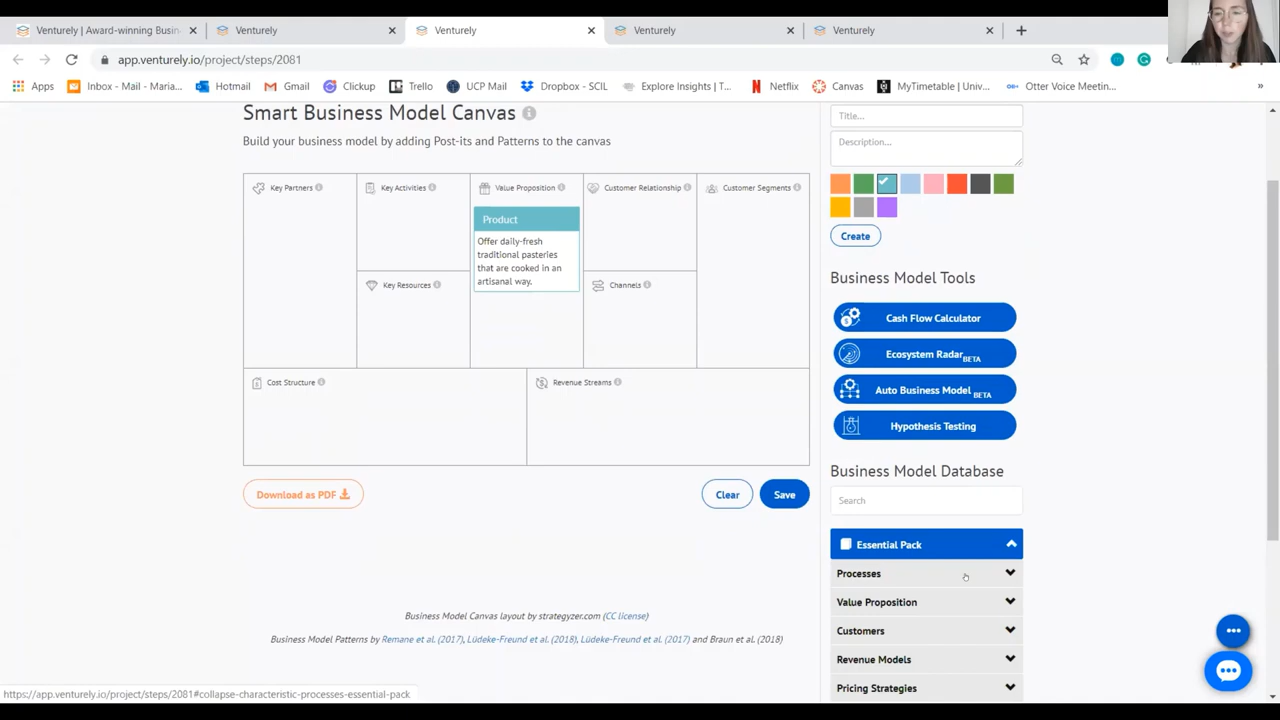 Venturely | Award-winning Busin
Venturely
Venturely
Venturely
Venturely
app.venturely.io/project/steps/2081
Apps
Inbox - Mail - Maria...
Hotmail
Gmail
Clickup
Trello
UCP Mail
Dropbox - SCIL
Explore Insights | T...
Netflix
Canva
MyTimetable | Univ...
Otter Voice Meetin...
»
Smart Business Model Canvas
Build your business model by adding Post-its and Patterns to the canvas
Key Partners
Key Activities
Value Proposition
Customer Relationship
Customer Segments
Product
Offer daily-fresh
traditional pasteries
that are cooked in an
artisanal way.
Key Resources
Channels
Cost Structure
Revenue Streams
Download as PDF
Clear
Save
Business Model Canvas layout by strategyzer.com (CC license)
Business Model Patterns by Remane et al. (2017), Lüdeke-Freund et al. (2018), Lüdeke-Freund et al. (2017) and Braun et al. (2018)
Title...
Description...
Create
Business Model Tools
Cash Flow Calculator
Ecosystem Radar BETA
Auto Business Model BETA
Hypothesis Testing
Business Model Database
Search
Essential Pack
Processes
Value Proposition
Customers
Revenue Models
Pricing Strategies
https://app.venturely.io/project/steps/2081#collapse-characteristic-processes-essential-pack